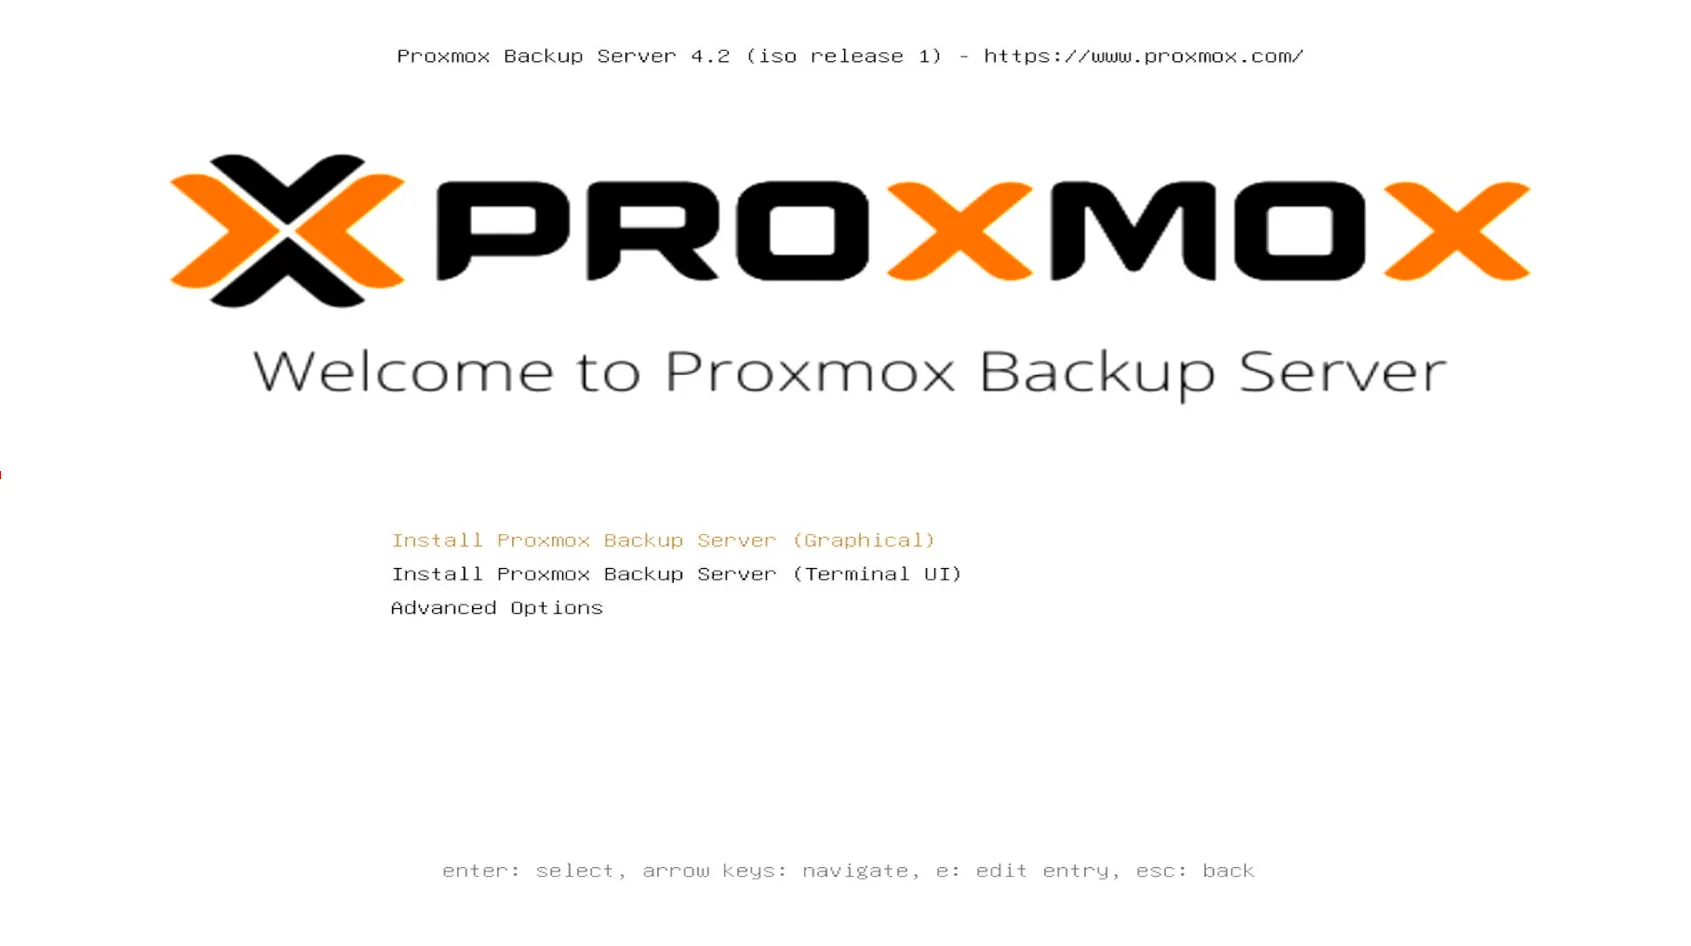 Proxmox Backup Server 4.2 (iso release 1) - https://www.proxmox.com/
PROXMOX
Welcome to Proxmox Backup Server
Install Proxmox Backup Server (Graphical)
Install Proxmox Backup Server (Terminal UI)
Advanced Options
enter: select, arrow keys: navigate, e: edit entry, esc: back